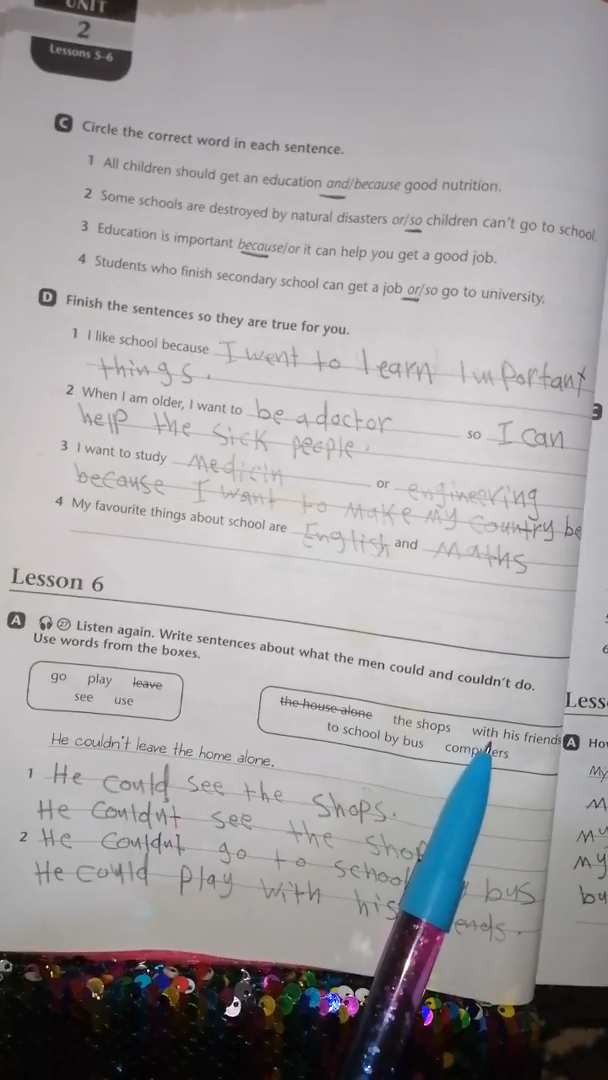 UNIT
2
Lessons 5-6
C Circle the correct word in each sentence.
1 All children should get an education and/because good nutrition.
2 Some schools are destroyed by natural disasters or/so children can't go to school.
3 Education is important because/or it can help you get a good job.
4 Students who finish secondary school can get a job or/so go to university.
D Finish the sentences so they are true for you.
1 I like school because I went to learn Important
things.
2 When I am older, I want to be a doctor so I can
help the sick people.
3 I want to study medicin or engineering
because I want to make my country be
4 My favourite things about school are English and Maths
Lesson 6
A 27 Listen again. Write sentences about what the men could and couldn't do.
Use words from the boxes.
go play leave
see use
the house alone the shops with his friends
to school by bus computers
He couldn't leave the home alone.
1 He could see the shops.
He couldn't see the shop
2 He couldn't go to school bus
He could play with his ends.
Less
A Ho
My
M
my
my
bu